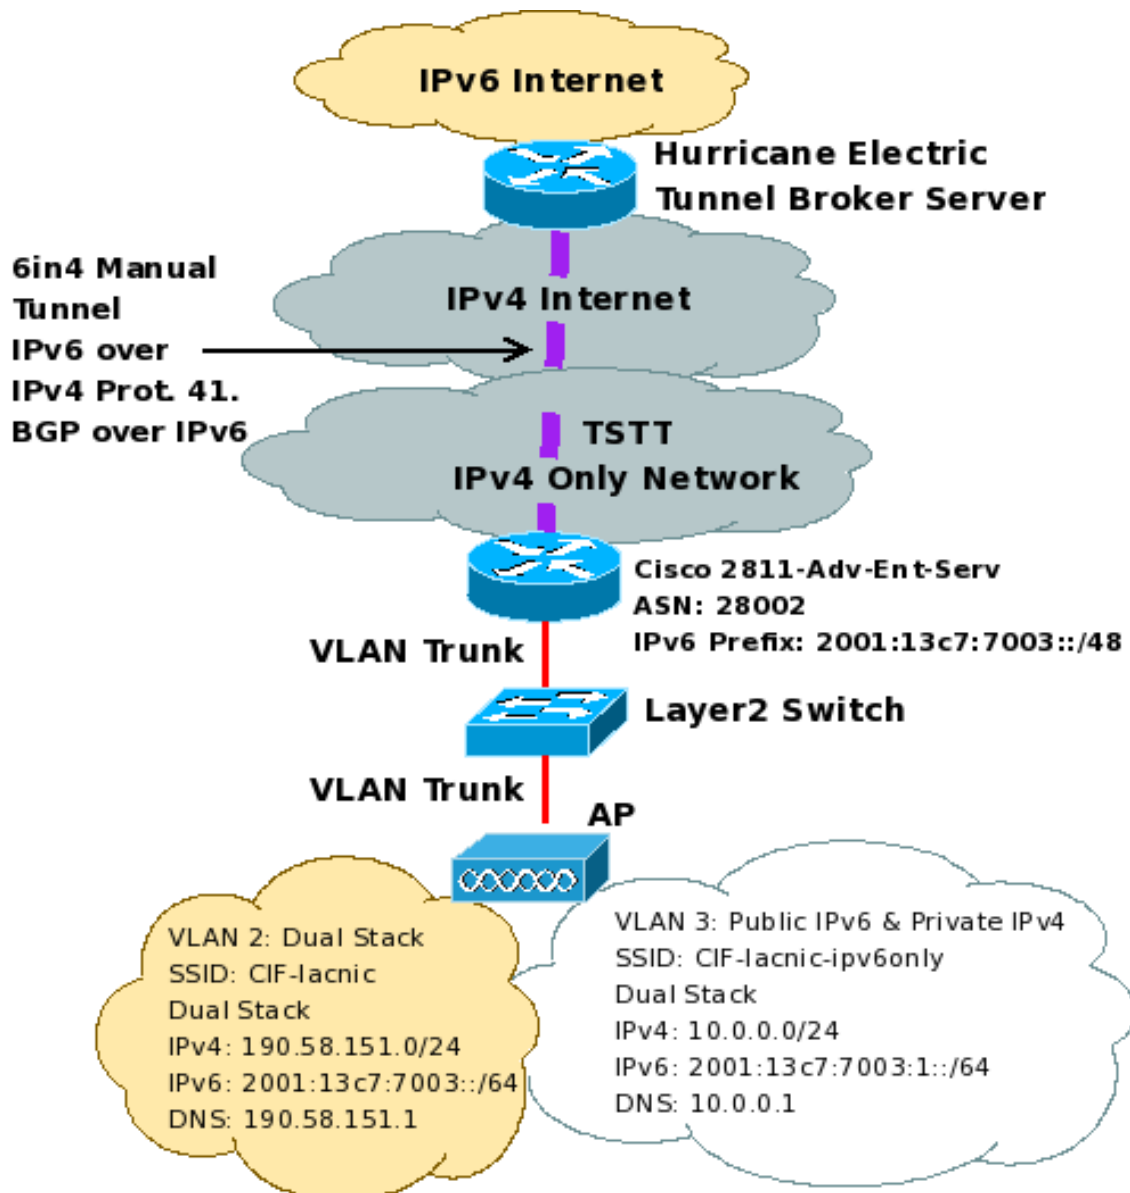 IPv6 Internet
Hurricane Electric
Tunnel Broker Server
6in4 Manual
Tunnel
IPv6 over
IPv4 Prot. 41.
BGP over IPv6
IPv4 Internet
TSTT
IPv4 Only Network
Cisco 2811-Adv-Ent-Serv
ASN: 28002
IPv6 Prefix: 2001:13c7:7003::/48
VLAN Trunk
Layer2 Switch
VLAN Trunk
AP
VLAN 2: Dual Stack
SSID: CIF-lacnic
Dual Stack
IPv4: 190.58.151.0/24
IPv6: 2001:13c7:7003::/64
DNS: 190.58.151.1
VLAN 3: Public IPv6 & Private IPv4
SSID: CIF-lacnic-ipv6only
Dual Stack
IPv4: 10.0.0.0/24
IPv6: 2001:13c7:7003:1::/64
DNS: 10.0.0.1